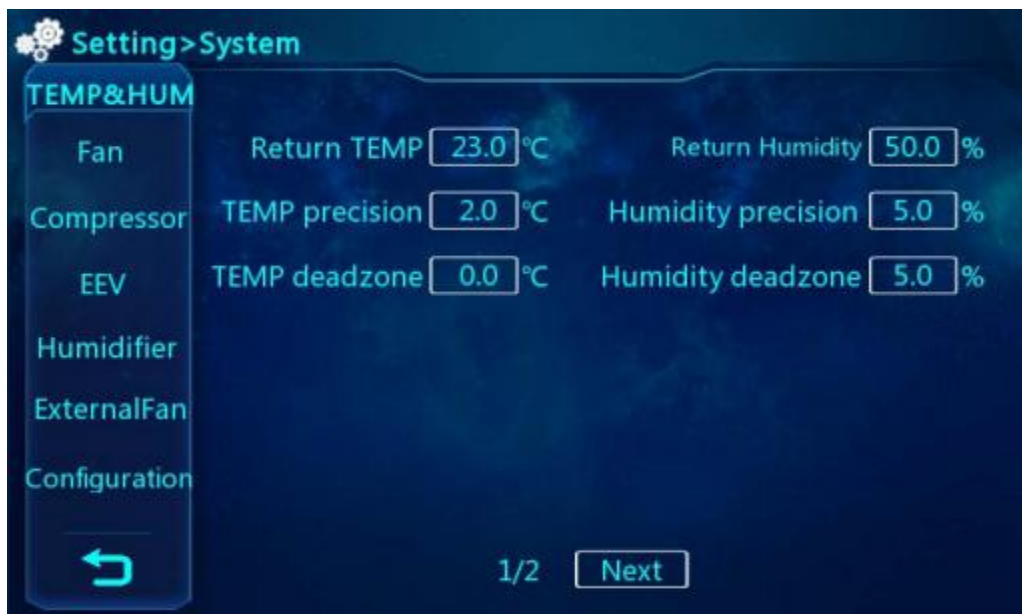 Setting>System
TEMP&HUM
Fan
Compressor
EEV
Humidifier
ExternalFan
Configuration
Return TEMP 23.0 °C Return Humidity 50.0 %
TEMP precision 2.0 °C Humidity precision 5.0 %
TEMP deadzone 0.0 °C Humidity deadzone 5.0 %
1/2 Next